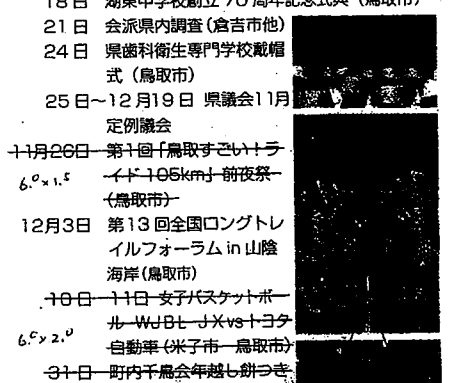 18日 湖東中学校創立70周年記念式典(鳥取市)
21日 会派県内調査(倉吉市他)
24日 県歯科衛生専門学校戴帽
式(鳥取市)
25日~12月19日 県議会11月
定例議会
11月26日 第1回「鳥取すごい!ラ
イド105km」前夜祭
(鳥取市)
6.0×1.5
12月3日 第13回全国ロングトレ
イルフォーラムin山陰
海岸(鳥取市)
10日 11日 女子バスケットボ
ール WJBL JXvsトヨタ
自動車(米子市 鳥取市)
6.0×2.0
31日 町内千鳥会年越し餅つき